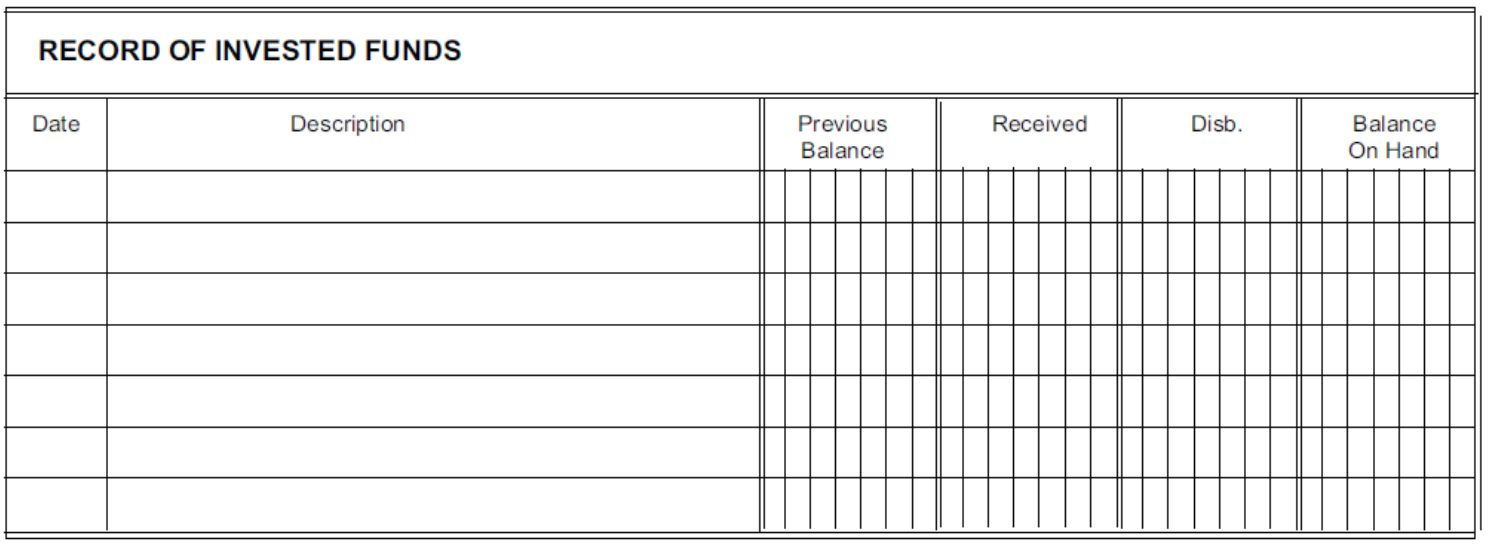 RECORD OF INVESTED FUNDS
Date Description Previous Balance Received Disb. Balance On Hand